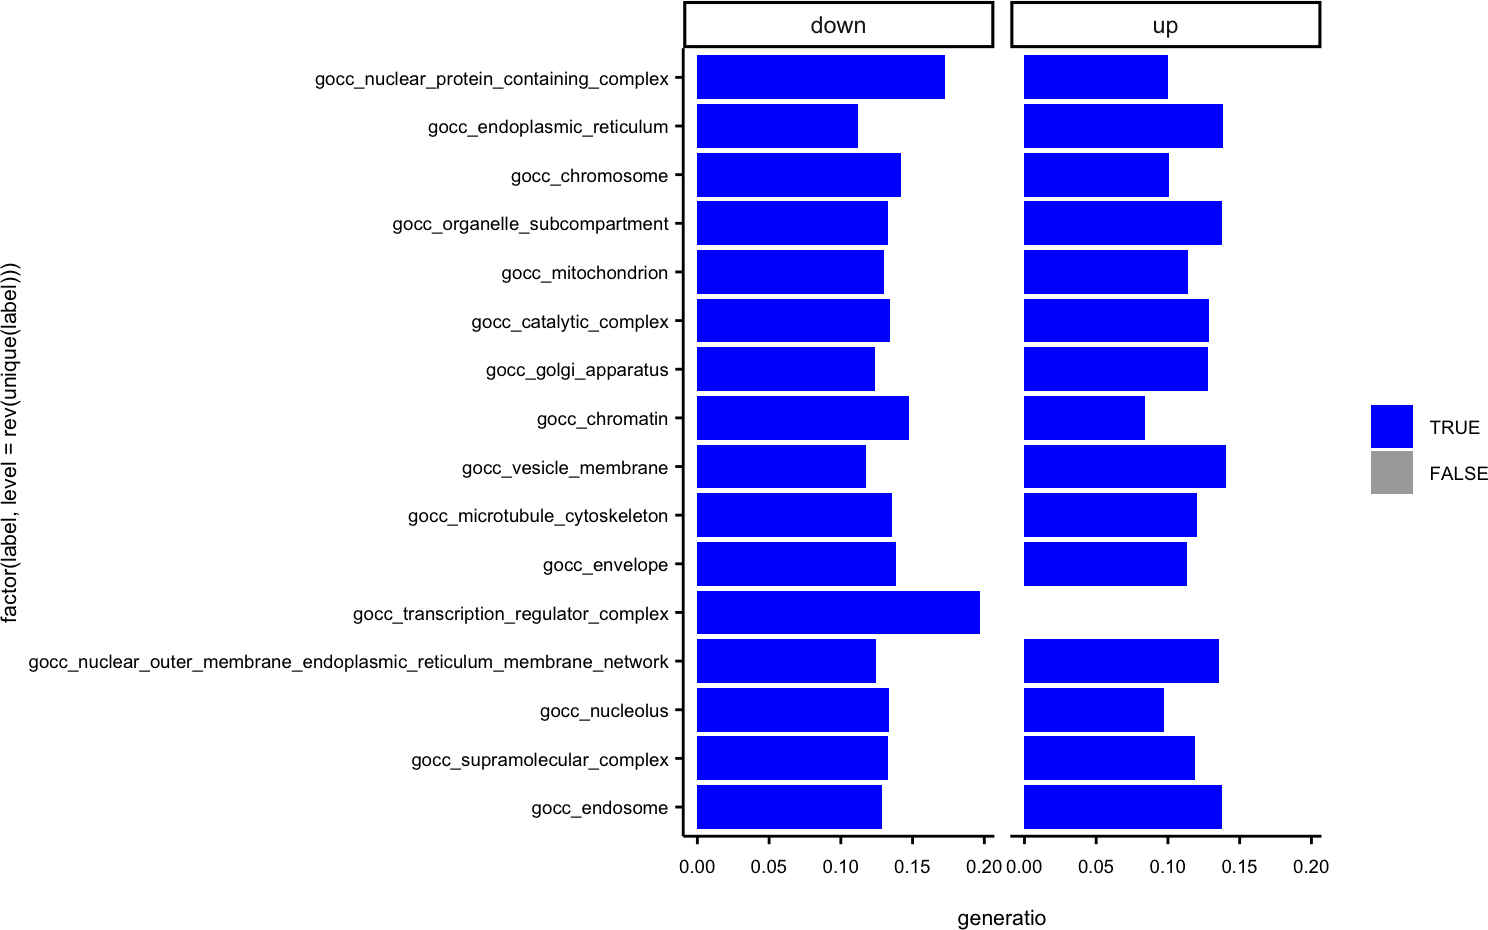 down
up
gocc_nuclear_protein_containing_complex
gocc_endoplasmic_reticulum
gocc_chromosome
gocc_organelle_subcompartment
gocc_mitochondrion
gocc_catalytic_complex
gocc_golgi_apparatus
gocc_chromatin
gocc_vesicle_membrane
gocc_microtubule_cytoskeleton
gocc_envelope
gocc_transcription_regulator_complex
gocc_nuclear_outer_membrane_endoplasmic_reticulum_membrane_network
gocc_nucleolus
gocc_supramolecular_complex
gocc_endosome
factor(label, level = rev(unique(label)))
0.00 0.05 0.10 0.15 0.20
0.00 0.05 0.10 0.15 0.20
generatio
TRUE
FALSE